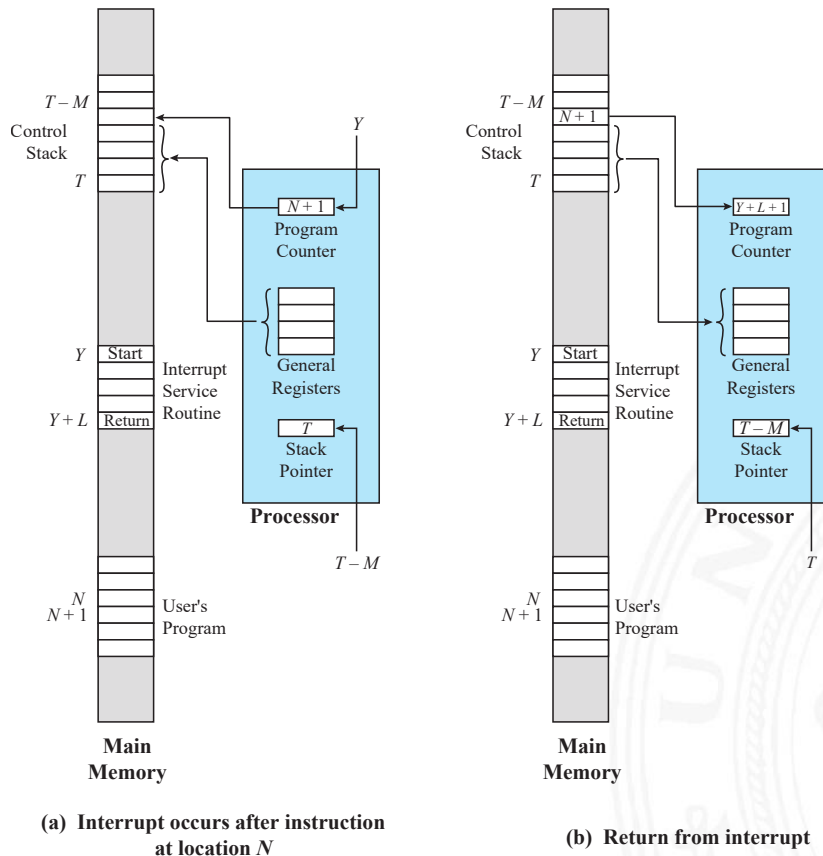 T – M
Control
Stack
T
Y
N + 1
Program
Counter
General
Registers
Y
Start
Interrupt
Service
Routine
Y + L
Return
T
Stack
Pointer
Processor
T – M
N
N + 1
User's
Program
Main
Memory
(a) Interrupt occurs after instruction
at location N
T – M
N + 1
Control
Stack
T
Y + L + 1
Program
Counter
General
Registers
Y
Start
Interrupt
Service
Routine
Y + L
Return
T – M
Stack
Pointer
Processor
T
N
N + 1
User's
Program
Main
Memory
(b) Return from interrupt
U N
&